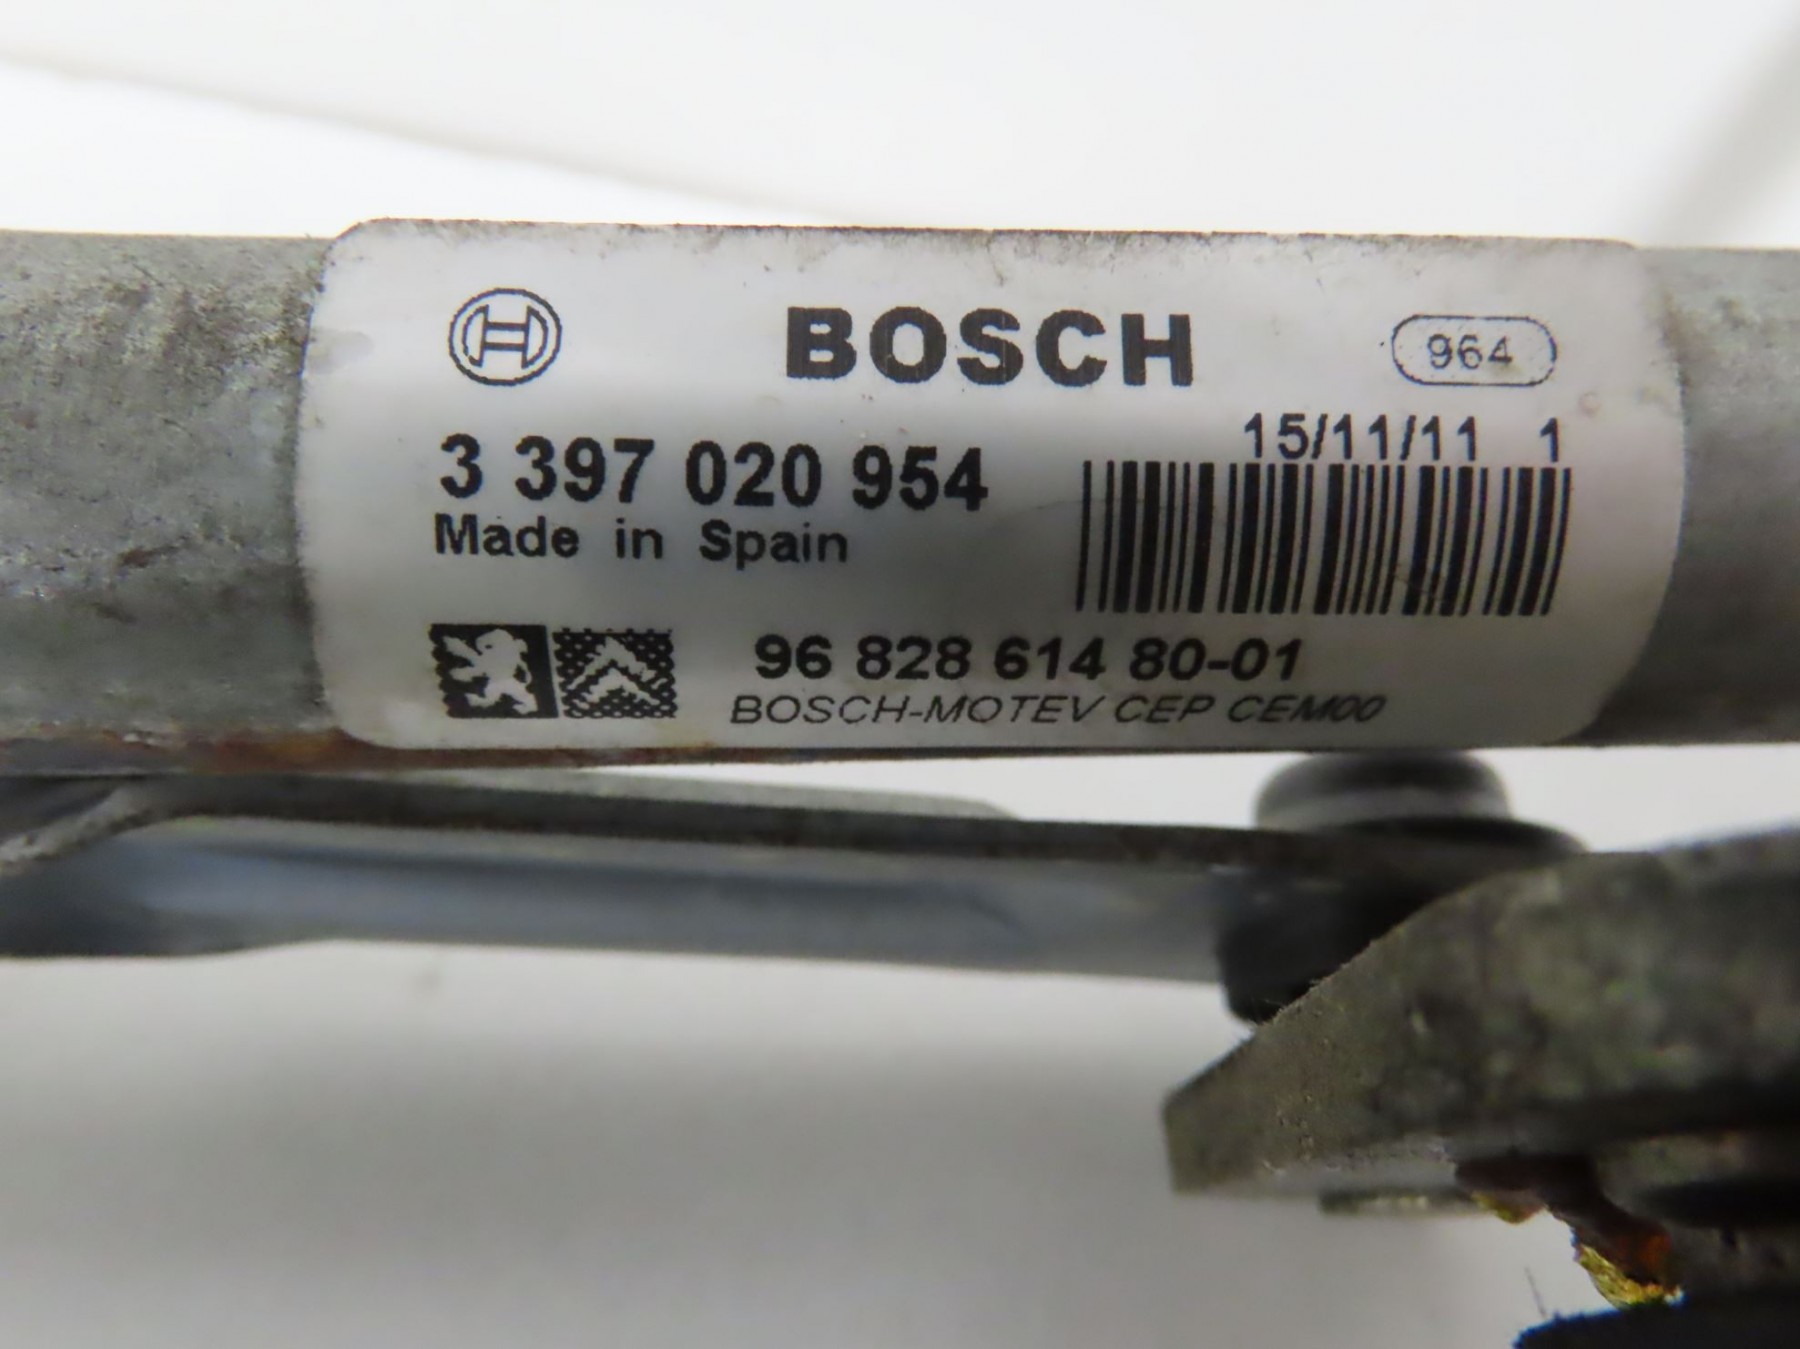 BOSCH 964
15/11/11 1
3 397 020 954
Made in Spain
96 828 614 80-01
BOSCH-MOTEV CEP CEM00